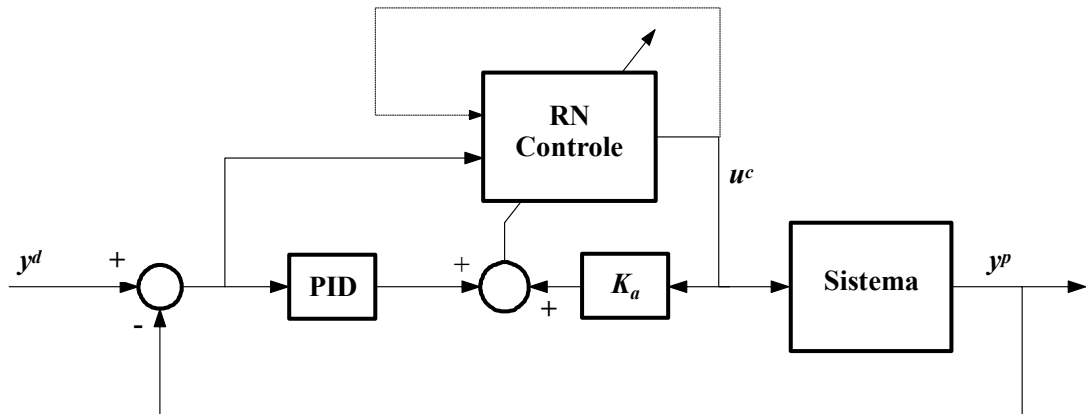 RN
Controle
u^c
y^d
+
-
PID
+
+
K_a
Sistema
y^p